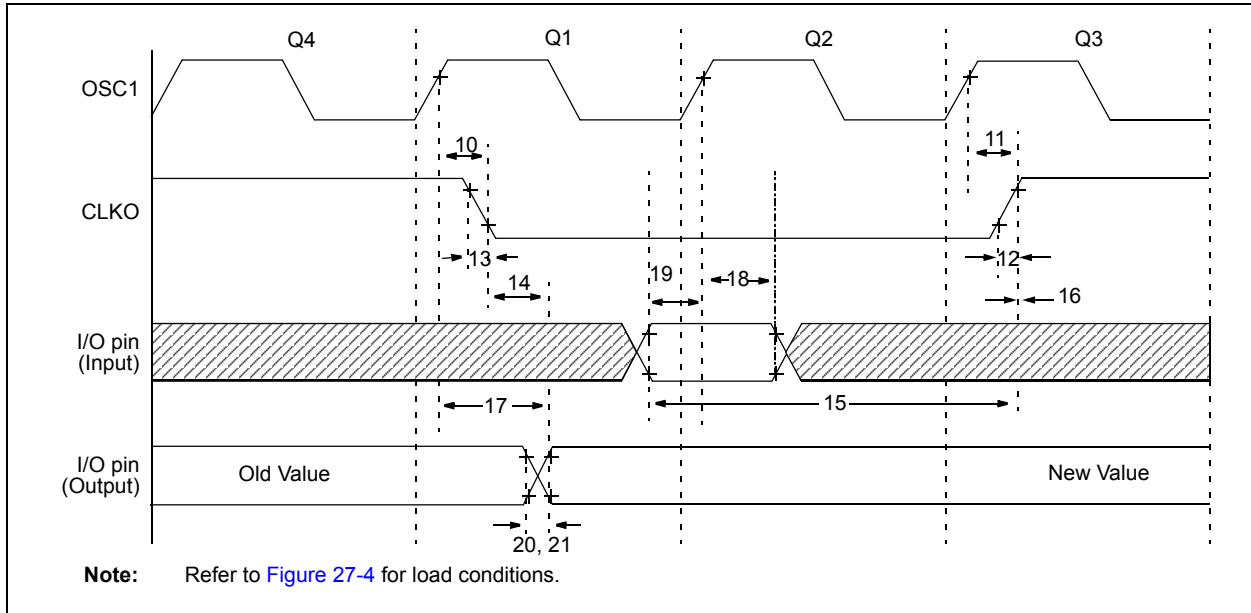 Q4 Q1 Q2 Q3
OSC1
10 11
CLKO
13 12
14 19 18 16
I/O pin
(Input)
17 15
I/O pin
(Output)
Old Value New Value
20, 21
Note: Refer to Figure 27-4 for load conditions.